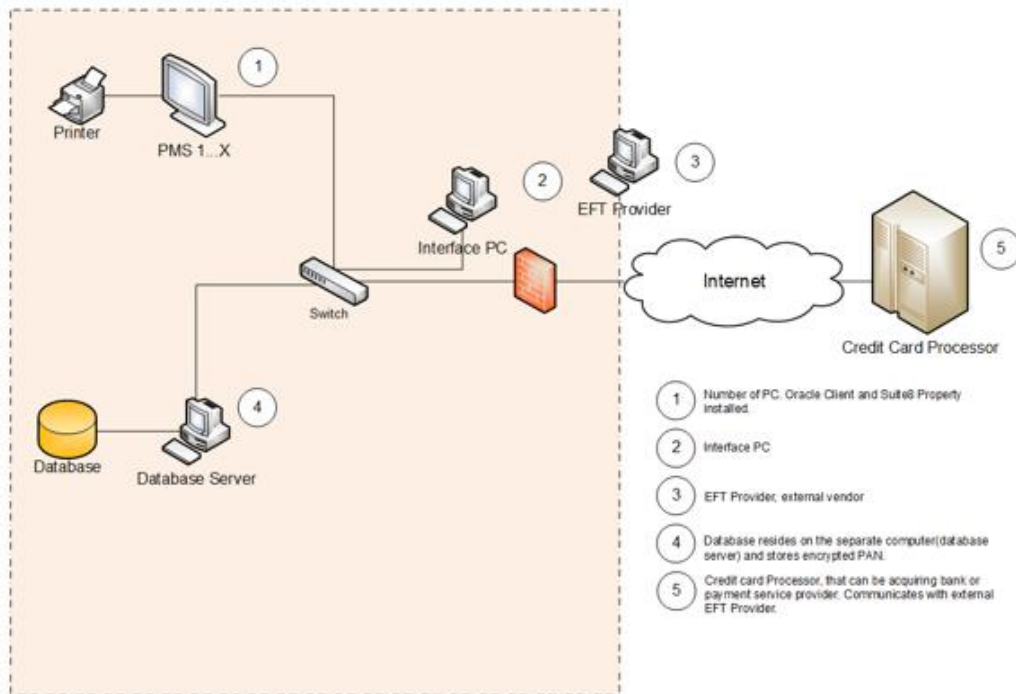 1
Printer
PMS 1...X
2
3
EFT Provider
Interface PC
5
Internet
Switch
Credit Card Processor
4
Database
Database Server
1
Number of PC. Oracle Client and Suite8 Property
installed.
2
Interface PC
3
EFT Provider, external vendor
4
Database resides on the separate computer(database
server) and stores encrypted PAN.
5
Credit card Processor, that can be acquiring bank or
payment service provider. Communicates with external
EFT Provider.